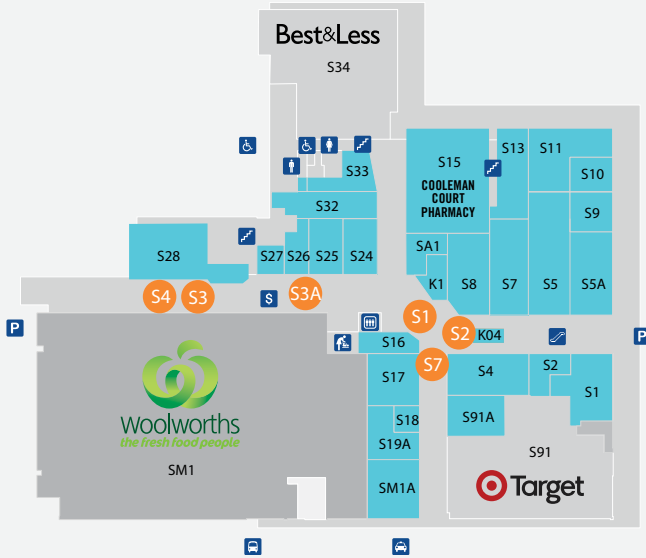 Best&Less
S34
S15
COOLEMAN
COURT
PHARMACY
S13
S11
S10
S9
S33
S32
S28
S27
S26
S25
S24
SA1
K1
S8
S7
S5
S5A
S4
S3
$
S3A
S1
S2
K04
S7
P
P
S16
S17
S18
S19A
SM1A
S4
S2
S1
S91A
S91
Target
Woolworths
the fresh food people
SM1